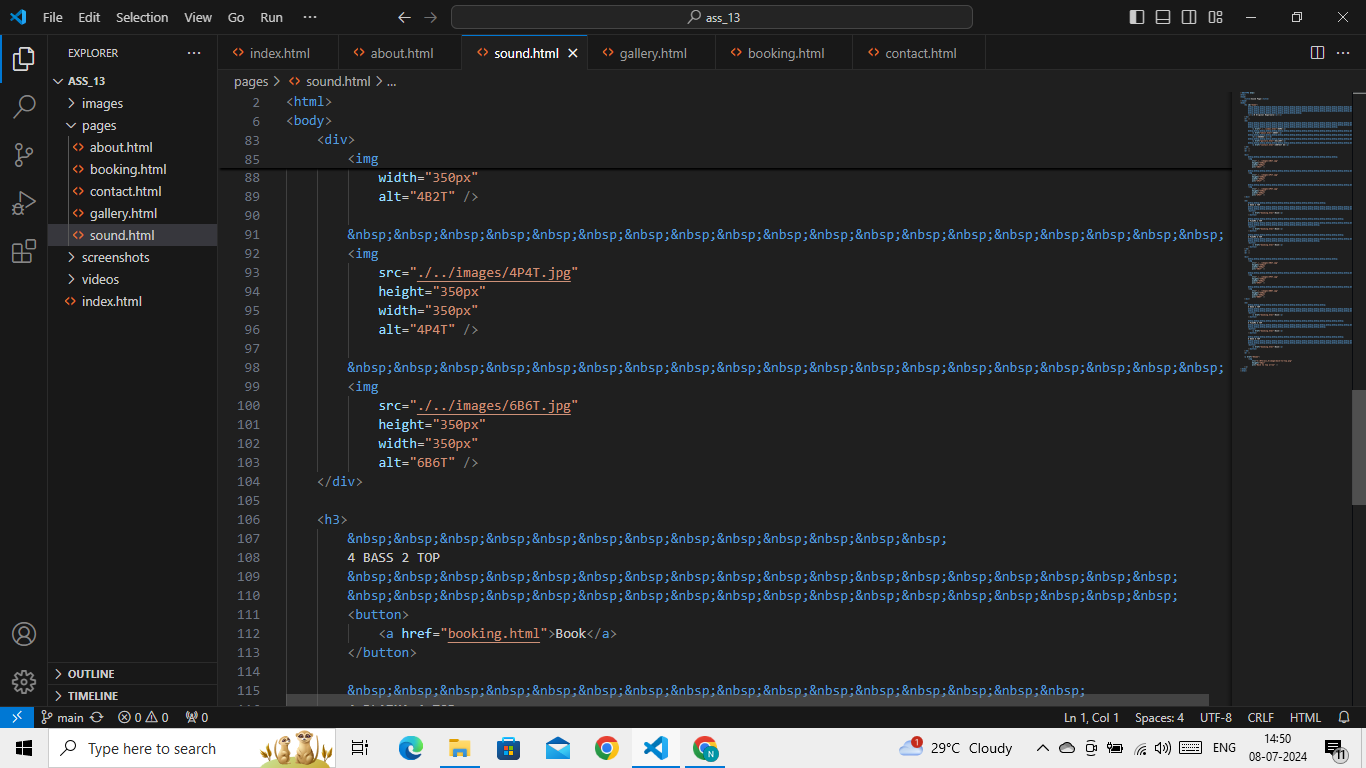 File Edit Selection View Go Run ··· ass_13
EXPLORER ···
ASS_13
images
pages
about.html
booking.html
contact.html
gallery.html
sound.html
screenshots
videos
index.html
OUTLINE
TIMELINE
index.html about.html sound.html gallery.html booking.html contact.html
pages > sound.html > ...
2 <html>
6 <body>
83 <div>
85 <img
88 width="350px"
89 alt="4B2T" />
90
91 &nbsp;&nbsp;&nbsp;&nbsp;&nbsp;&nbsp;&nbsp;&nbsp;&nbsp;&nbsp;&nbsp;&nbsp;&nbsp;&nbsp;&nbsp;&nbsp;&nbsp;&nbsp;&nbsp;
92 <img
93 src="./../images/4P4T.jpg"
94 height="350px"
95 width="350px"
96 alt="4P4T" />
97
98 &nbsp;&nbsp;&nbsp;&nbsp;&nbsp;&nbsp;&nbsp;&nbsp;&nbsp;&nbsp;&nbsp;&nbsp;&nbsp;&nbsp;&nbsp;&nbsp;&nbsp;&nbsp;&nbsp;
99 <img
100 src="./../images/6B6T.jpg"
101 height="350px"
102 width="350px"
103 alt="6B6T" />
104 </div>
105
106 <h3>
107 &nbsp;&nbsp;&nbsp;&nbsp;&nbsp;&nbsp;&nbsp;&nbsp;&nbsp;&nbsp;&nbsp;&nbsp;&nbsp;
108 4 BASS 2 TOP
109 &nbsp;&nbsp;&nbsp;&nbsp;&nbsp;&nbsp;&nbsp;&nbsp;&nbsp;&nbsp;&nbsp;&nbsp;&nbsp;&nbsp;&nbsp;&nbsp;&nbsp;&nbsp;
110 &nbsp;&nbsp;&nbsp;&nbsp;&nbsp;&nbsp;&nbsp;&nbsp;&nbsp;&nbsp;&nbsp;&nbsp;&nbsp;&nbsp;&nbsp;&nbsp;&nbsp;&nbsp;
111 <button>
112 <a href="booking.html">Book</a>
113 </button>
114
115 &nbsp;&nbsp;&nbsp;&nbsp;&nbsp;&nbsp;&nbsp;&nbsp;&nbsp;&nbsp;&nbsp;&nbsp;&nbsp;&nbsp;&nbsp;&nbsp;
main 0 0 0 Ln 1, Col 1 Spaces: 4 UTF-8 CRLF HTML
Type here to search 1 N 29°C Cloudy ENG 14:50
08-07-2024 11